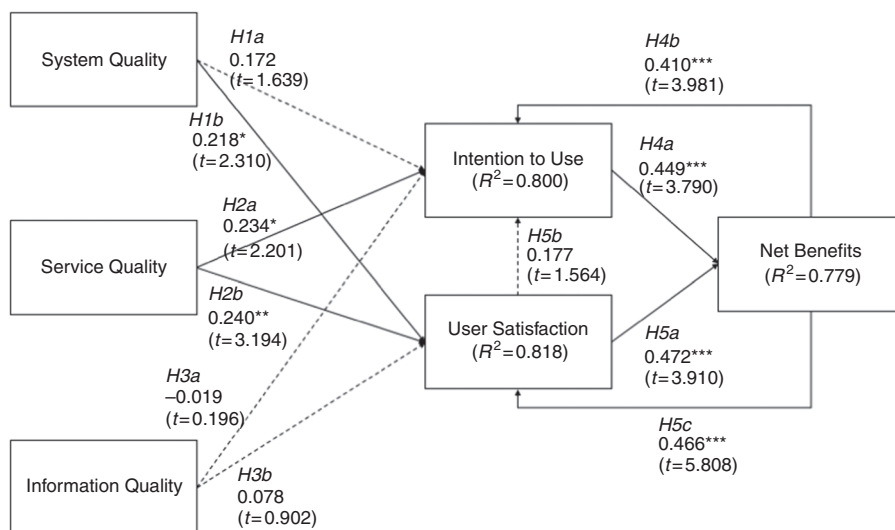 System Quality
H1a
0.172
(t=1.639)
H1b
0.218*
(t=2.310)
H4b
0.410***
(t=3.981)
Intention to Use
(R²=0.800)
H4a
0.449***
(t=3.790)
Service Quality
H2a
0.234*
(t=2.201)
H2b
0.240**
(t=3.194)
H5b
0.177
(t=1.564)
Net Benefits
(R²=0.779)
User Satisfaction
(R²=0.818)
H5a
0.472***
(t=3.910)
H3a
–0.019
(t=0.196)
H5c
0.466***
(t=5.808)
Information Quality
H3b
0.078
(t=0.902)